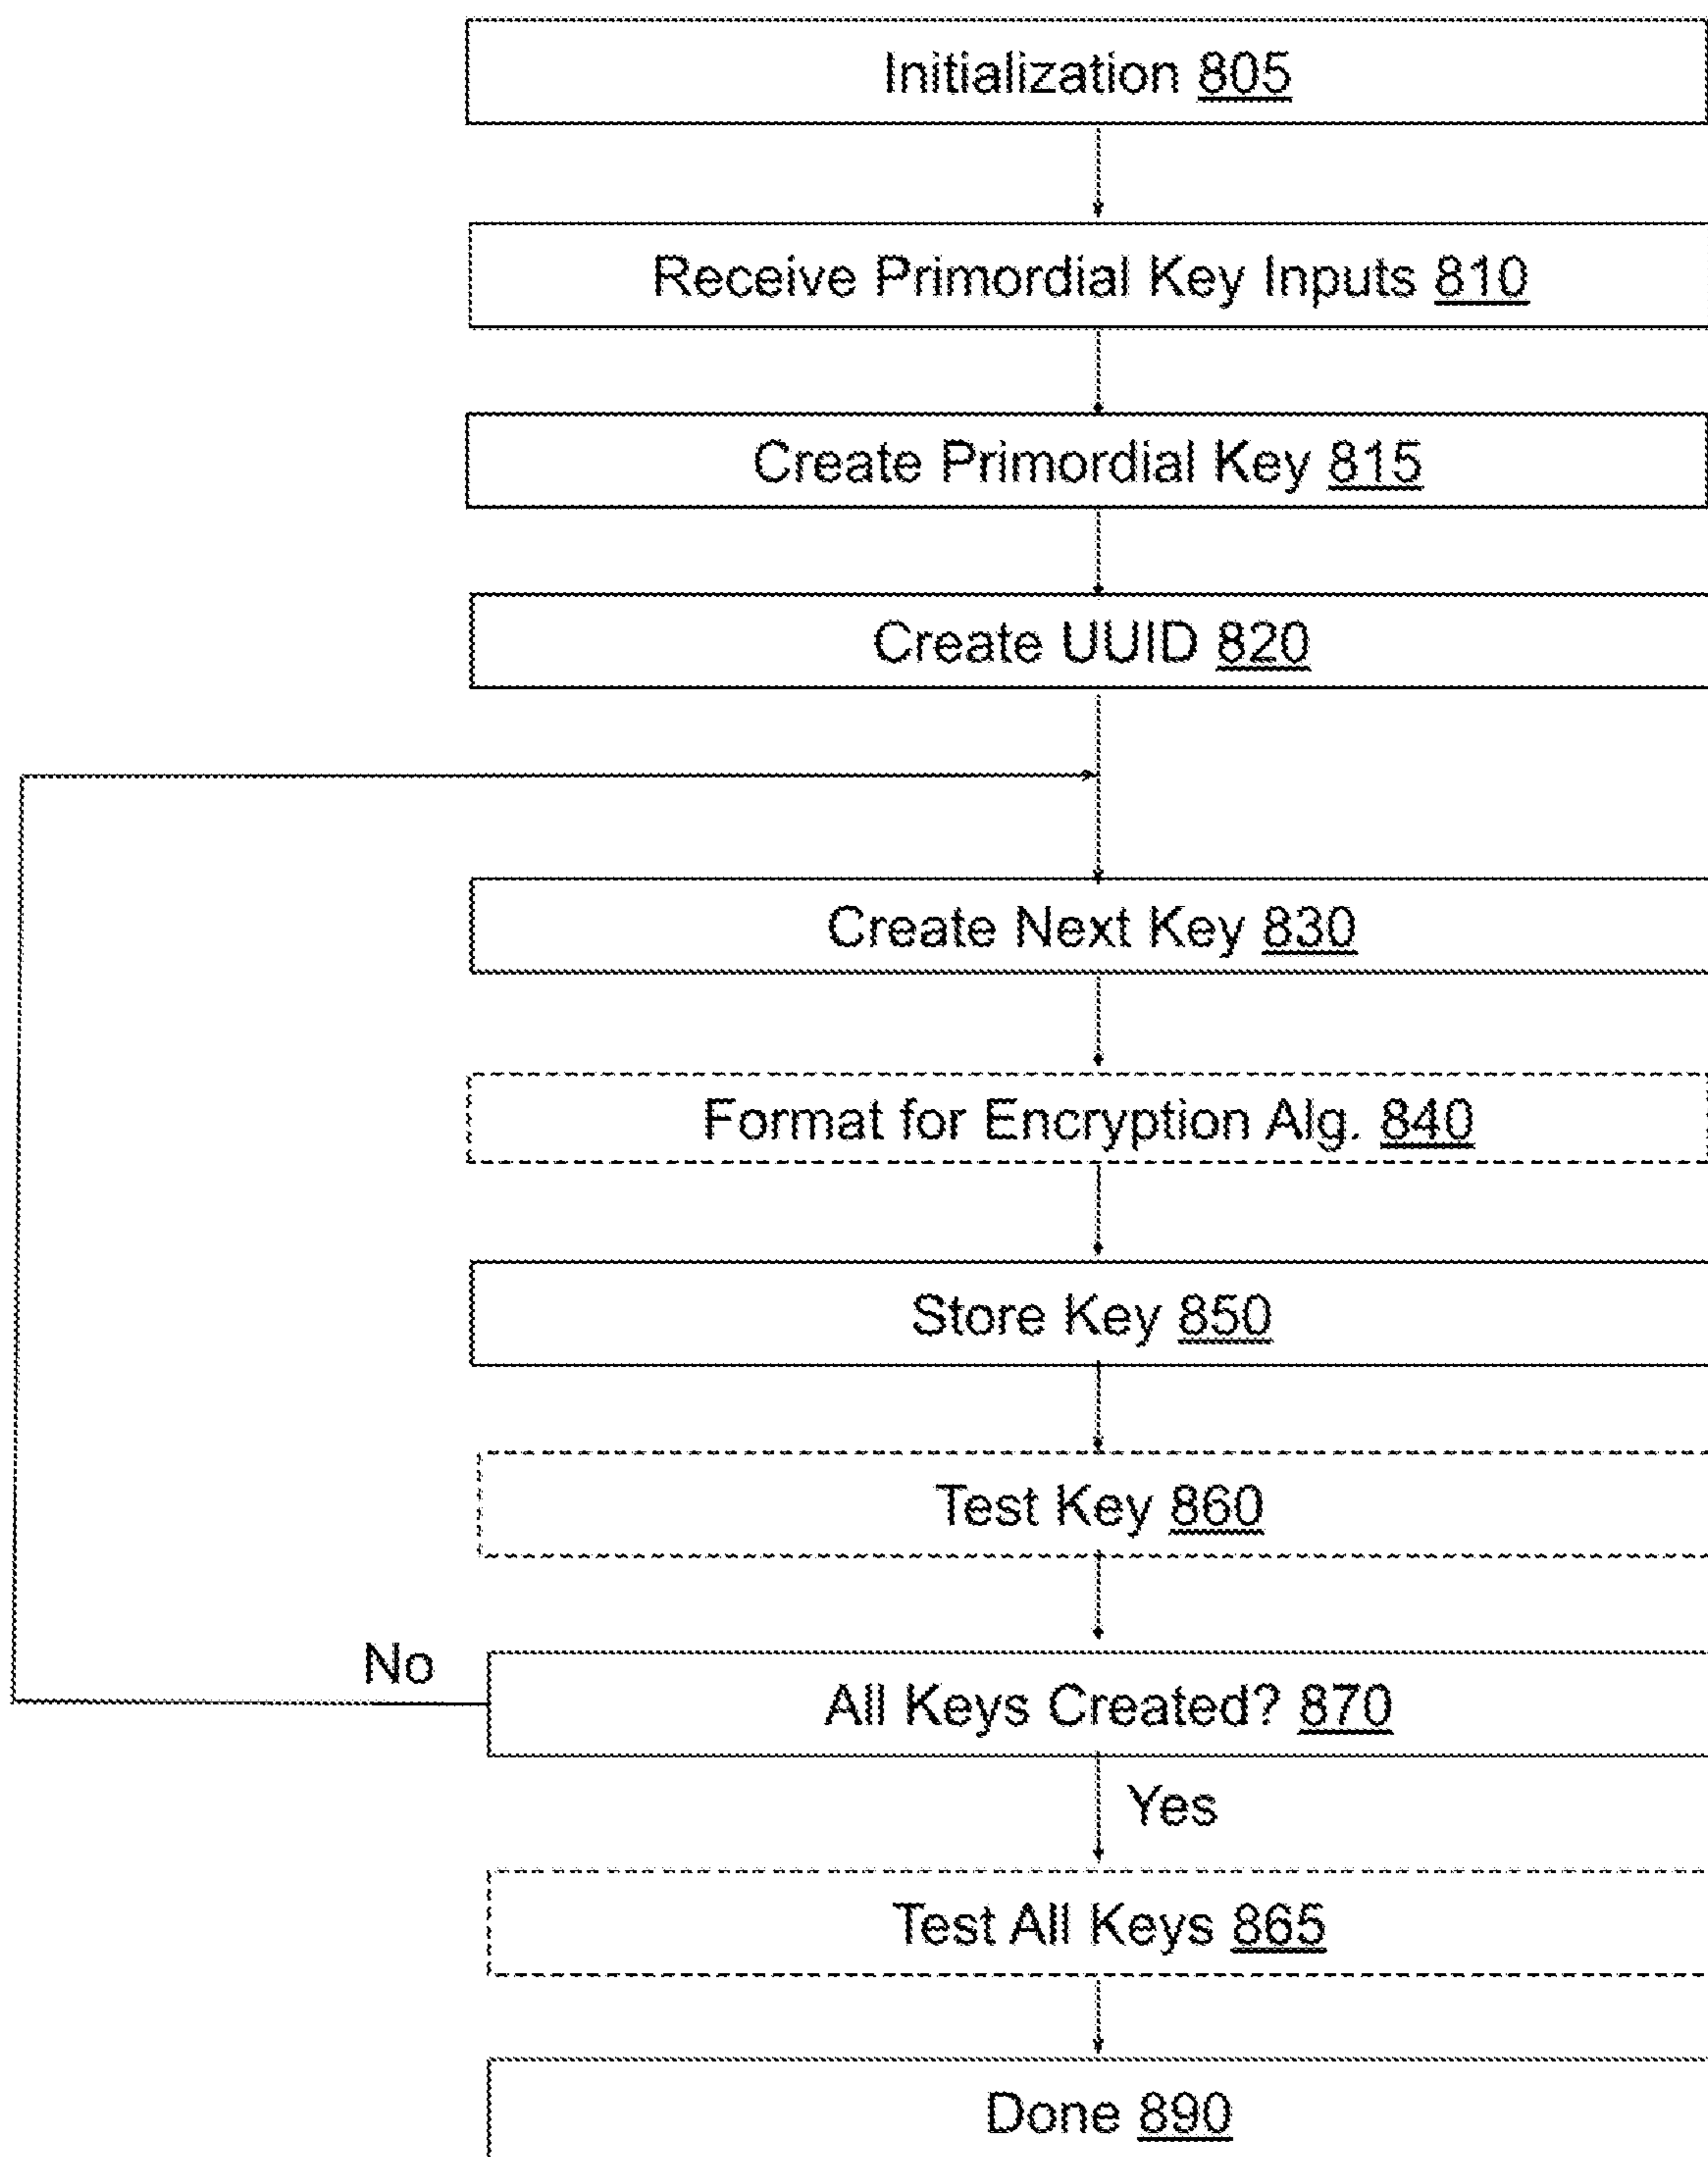 Initialization 805
Receive Primordial Key Inputs 810
Create Primordial Key 815
Create UUID 820
Create Next Key 830
Format for Encryption Alg. 840
Store Key 850
Test Key 860
No
All Keys Created? 870
Yes
Test All Keys 865
Done 890